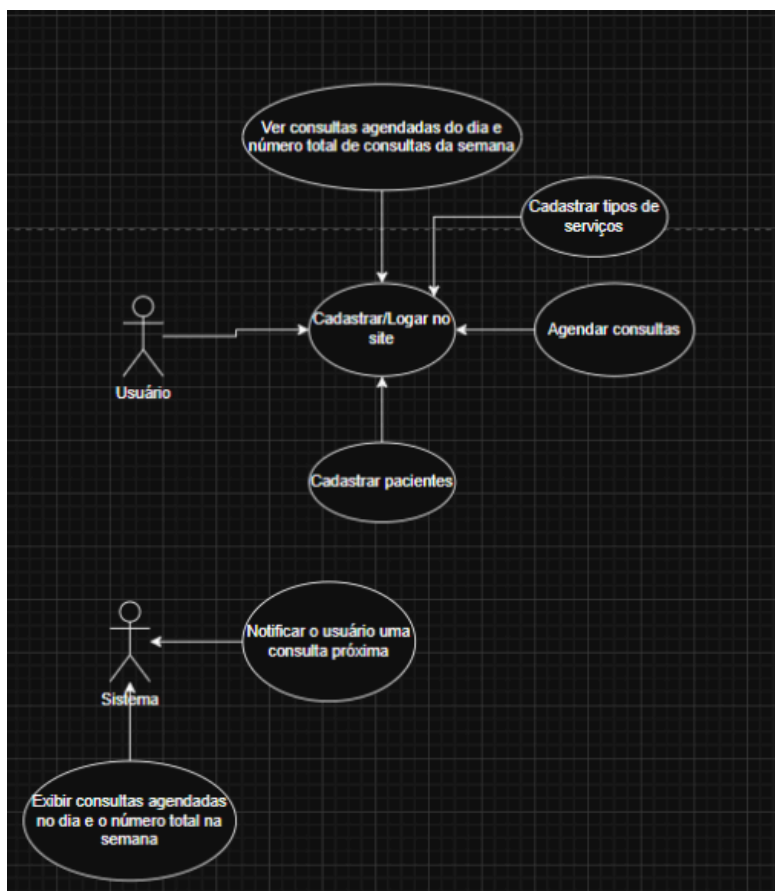 Ver consultas agendadas do dia e
número total de consultas da semana
Cadastrar tipos de
serviços
Cadastrar/Logar no
site
Agendar consultas
Usuário
Cadastrar pacientes
Notificar o usuário uma
consulta próxima
Sistema
Exibir consultas agendadas
no dia e o número total na
semana